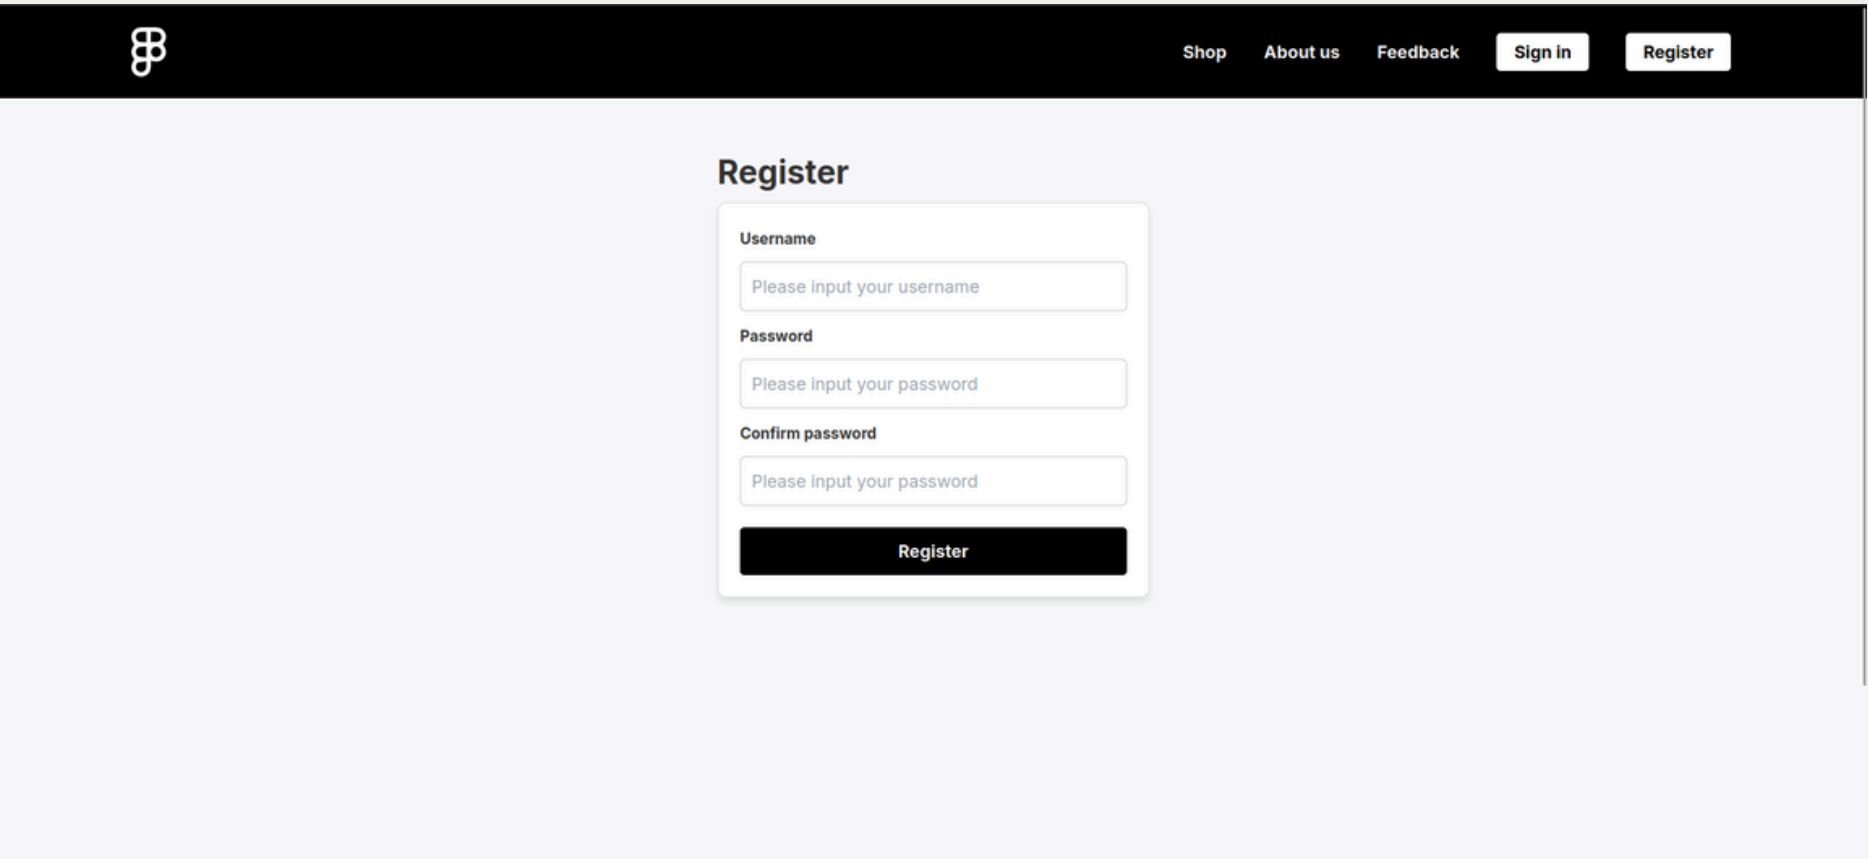 Shop
About us
Feedback
Sign in
Register
Register
Username
Please input your username
Password
Please input your password
Confirm password
Please input your password
Register